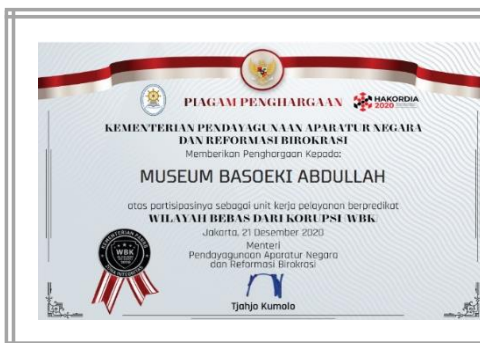 PIAGAM PENGHARGAAN
HAKORDIA
2020
KEMENTERIAN PENDAYAGUNAAN APARATUR NEGARA
DAN REFORMASI BIROKRASI
Memberikan Penghargaan Kepada:
MUSEUM BASOEKI ABDULLAH
atas partisipasinya sebagai unit kerja pelayanan berpredikat
WILAYAH BEBAS DARI KORUPSI (WBK)
Jakarta, 21 Desember 2020
Menteri
Pendayagunaan Aparatur Negara
dan Reformasi Birokrasi
WBK
Tjahjo Kumolo